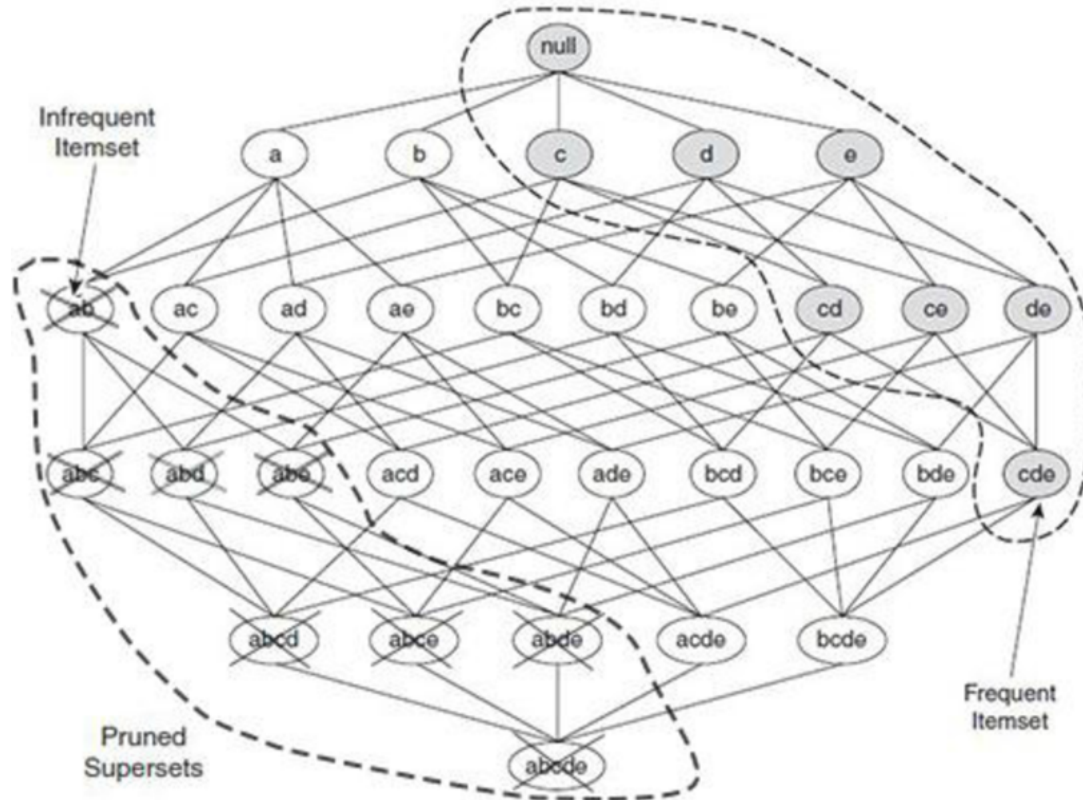 null
Infrequent
Itemset
a b c d e
ab ac ad ae bc bd be cd ce de
abc abd abe acd ace ade bcd bce bde cde
abcd abce abde acde bcde
Frequent
Itemset
Pruned
Supersets
abcde